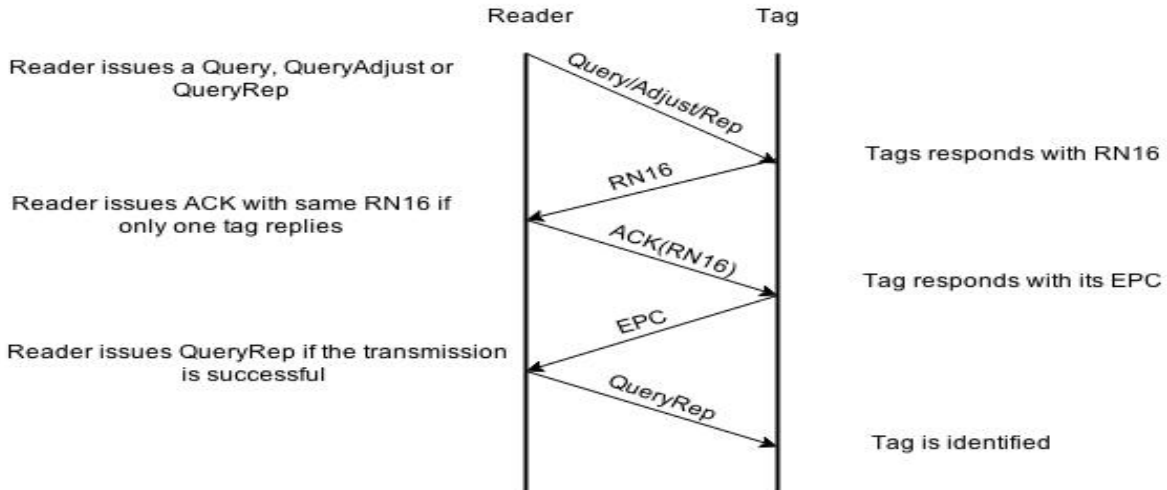 Reader
Tag
Reader issues a Query, QueryAdjust or
QueryRep
Query/Adjust/Rep
Tags responds with RN16
RN16
Reader issues ACK with same RN16 if
only one tag replies
ACK(RN16)
Tag responds with its EPC
EPC
Reader issues QueryRep if the transmission
is successful
QueryRep
Tag is identified